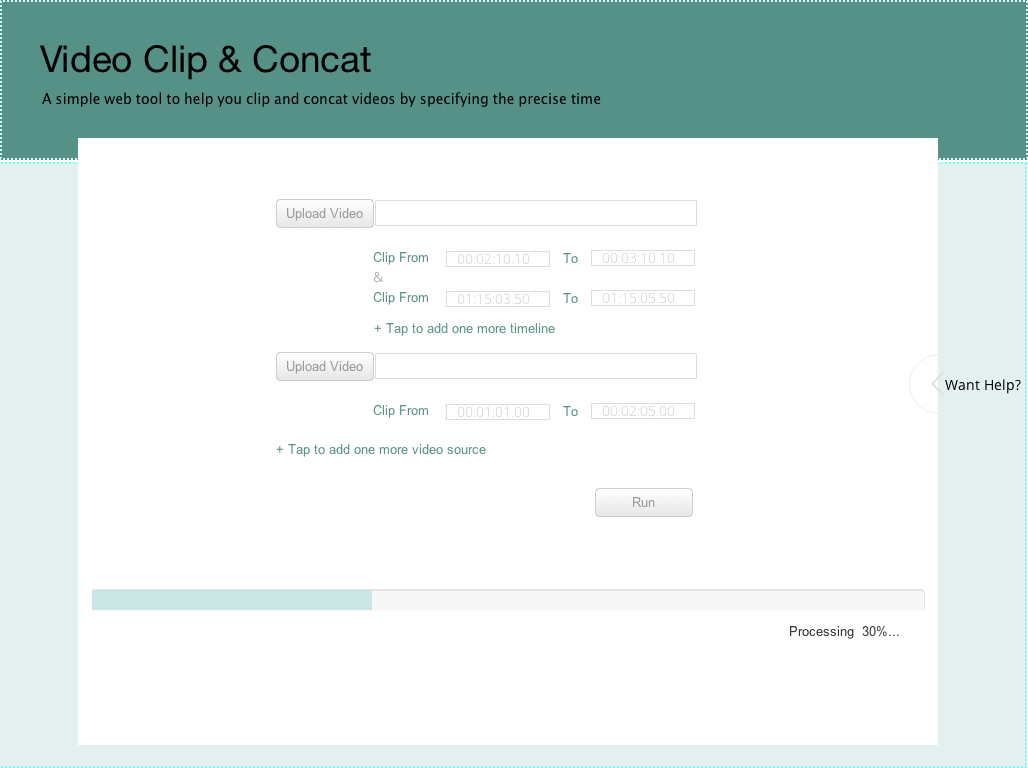 Video Clip & Concat
A simple web tool to help you clip and concat videos by specifying the precise time
Upload Video
Clip From 00:02:10.10 To 00:03:10.10
&
Clip From 01:15:03.50 To 01:15:05.50
+ Tap to add one more timeline
Upload Video
Want Help?
Clip From 00:01:01.00 To 00:02:05.00
+ Tap to add one more video source
Run
Processing 30%...